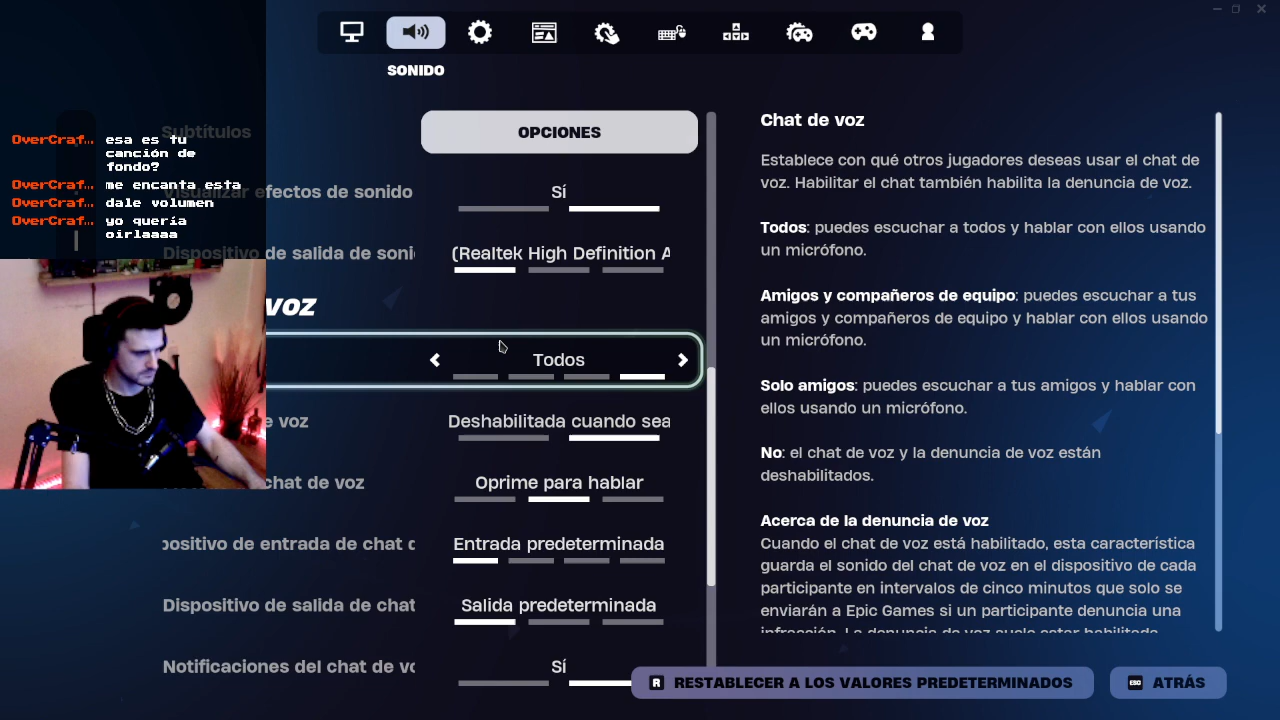 SONIDO
Subtítulos
OPCIONES
OverCraf… esa es tu
canción de
fondo?
OverCraf… me encanta esta
OverCraf… dale volumen
OverCraf… yo quería
oirlaaaa
Visualizar efectos de sonido
Sí
Dispositivo de salida de soni
(Realtek High Definition A
voz
Todos
e voz
Deshabilitada cuando sea
chat de voz
Oprime para hablar
positivo de entrada de chat d
Entrada predeterminada
Dispositivo de salida de chat
Salida predeterminada
Notificaciones del chat de vo
Sí
Chat de voz
Establece con qué otros jugadores deseas usar el chat de
voz. Habilitar el chat también habilita la denuncia de voz.
Todos: puedes escuchar a todos y hablar con ellos usando
un micrófono.
Amigos y compañeros de equipo: puedes escuchar a tus
amigos y compañeros de equipo y hablar con ellos usando
un micrófono.
Solo amigos: puedes escuchar a tus amigos y hablar con
ellos usando un micrófono.
No: el chat de voz y la denuncia de voz están
deshabilitados.
Acerca de la denuncia de voz
Cuando el chat de voz está habilitado, esta característica
guarda el sonido del chat de voz en el dispositivo de cada
participante en intervalos de cinco minutos que solo se
enviarán a Epic Games si un participante denuncia una
infracción. La denuncia de voz suele estar habilitada
R RESTABLECER A LOS VALORES PREDETERMINADOS
ESC ATRÁS